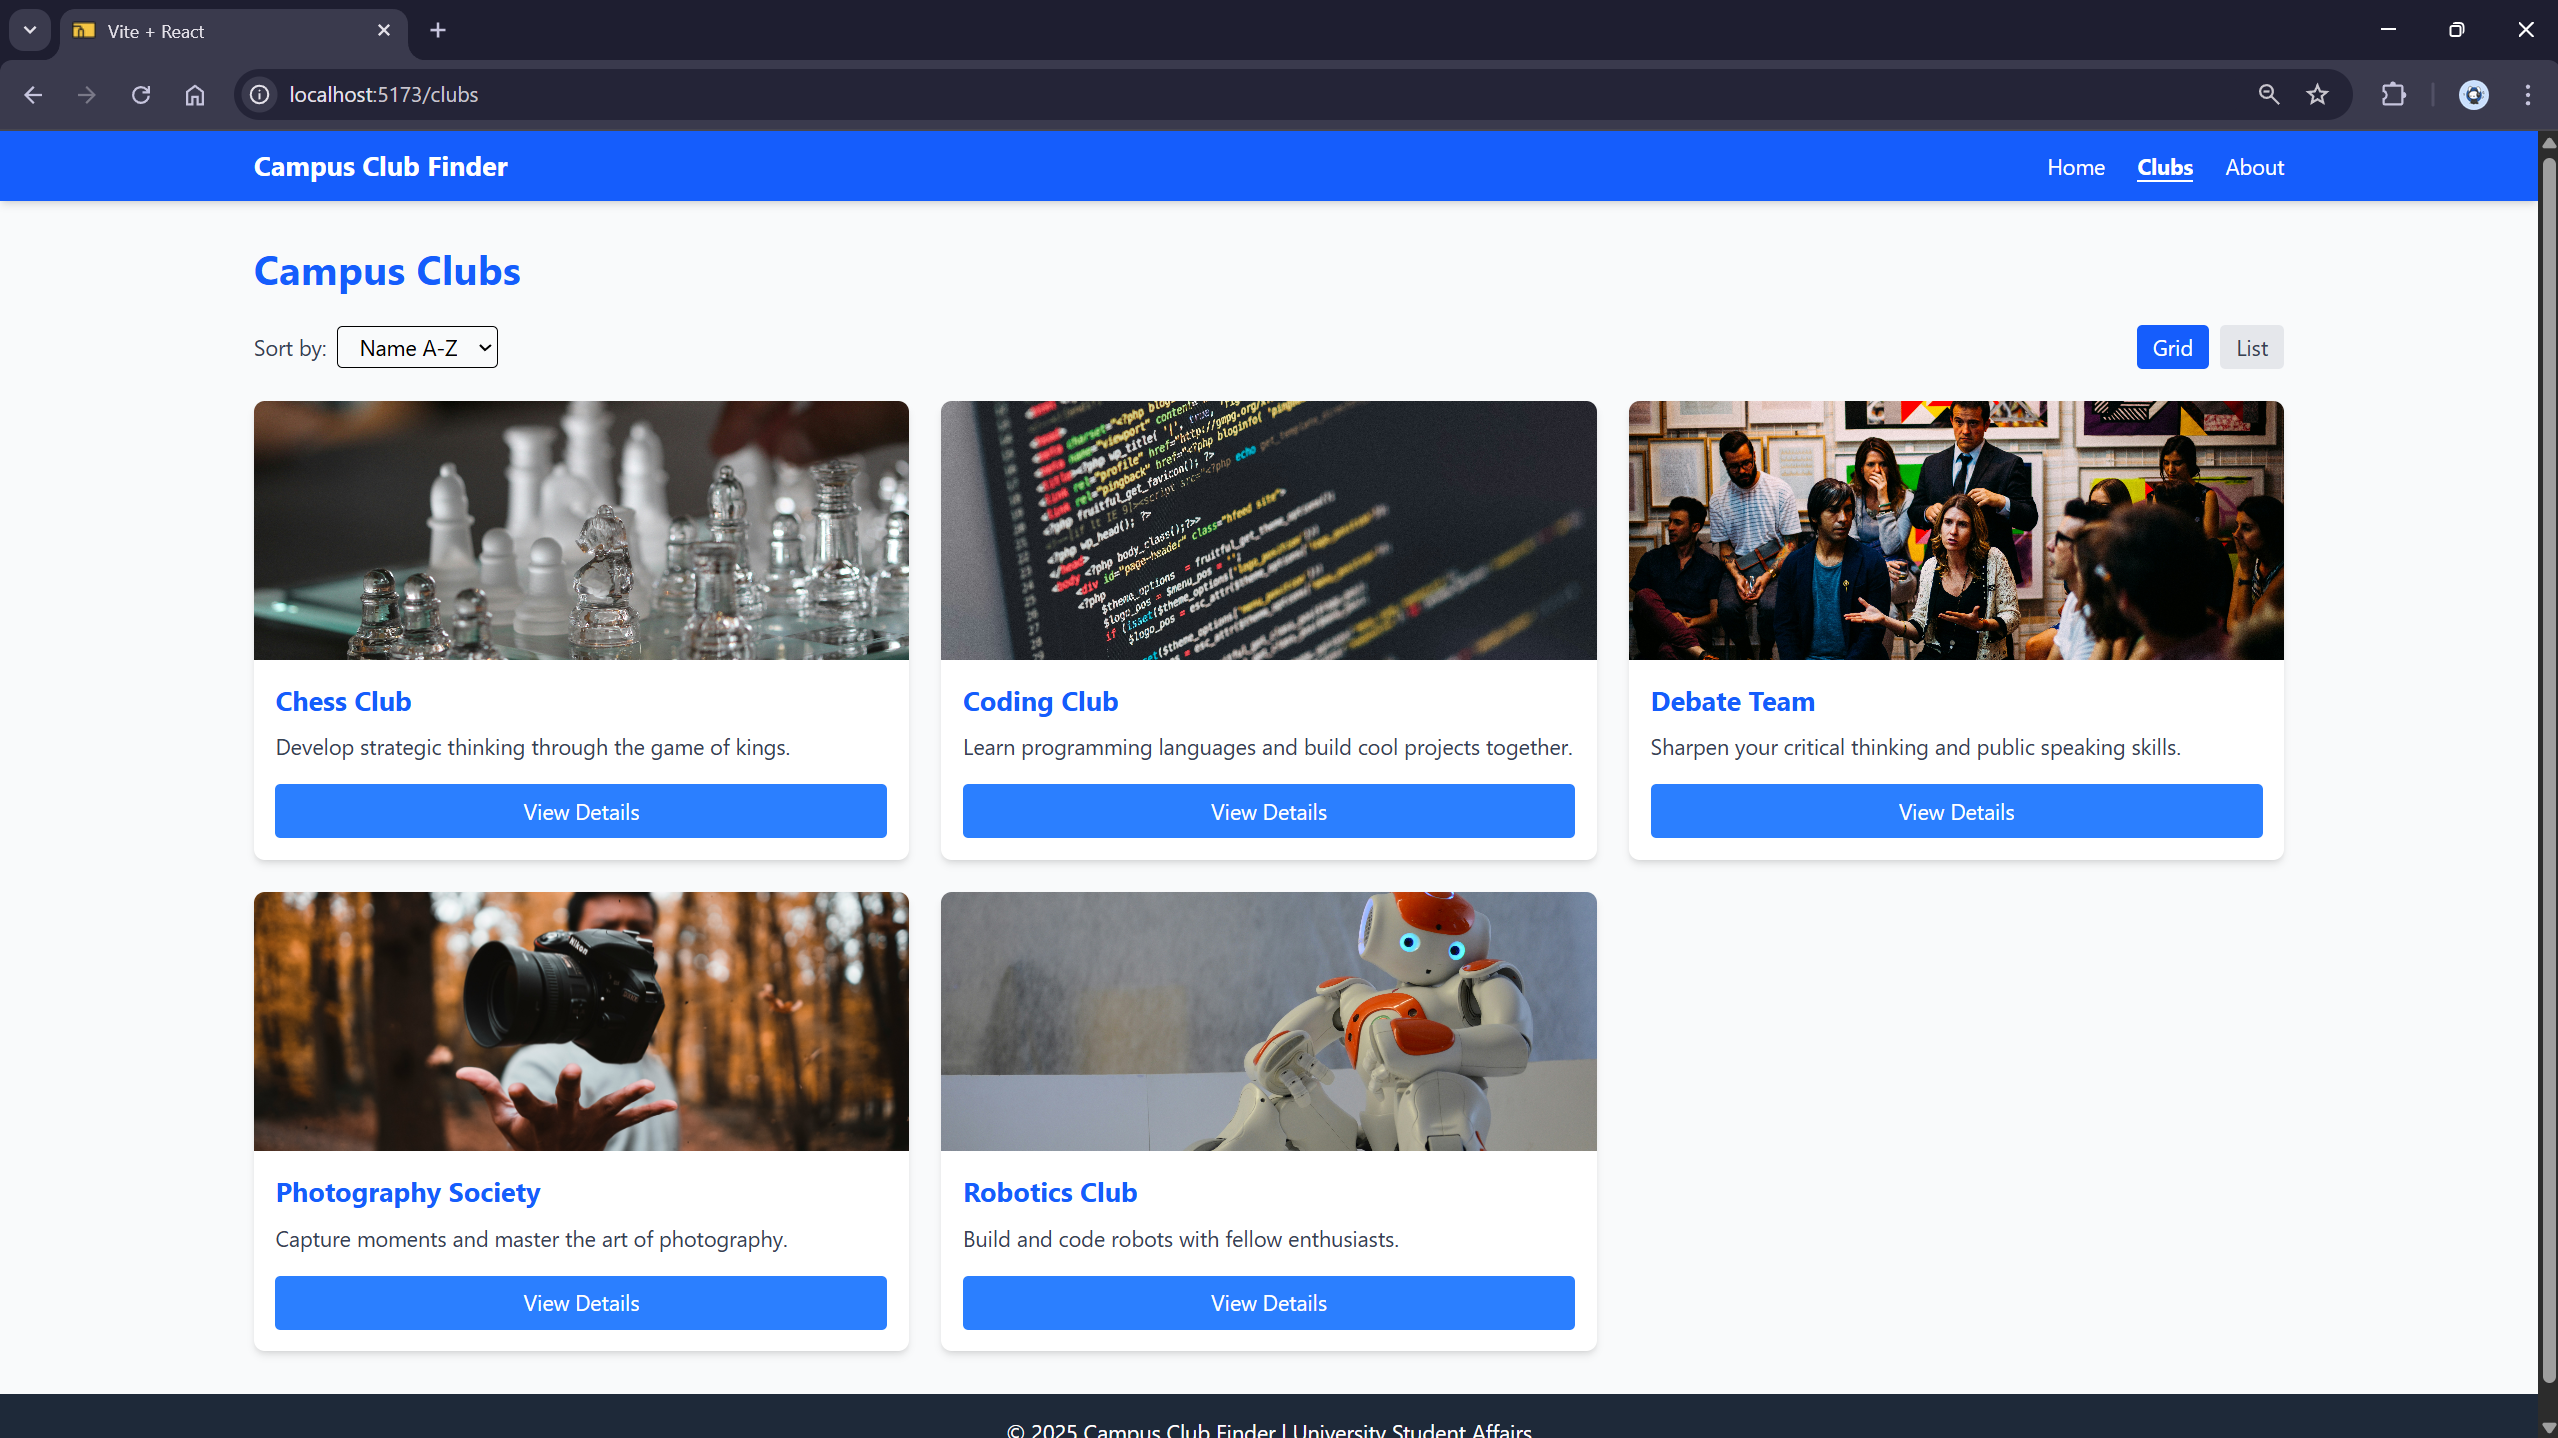 Vite + React
localhost:5173/clubs
Campus Club Finder
Home Clubs About
Campus Clubs
Sort by: Name A-Z
Grid List
Chess Club
Develop strategic thinking through the game of kings.
View Details
Coding Club
Learn programming languages and build cool projects together.
View Details
Debate Team
Sharpen your critical thinking and public speaking skills.
View Details
Nikon
Photography Society
Capture moments and master the art of photography.
View Details
Robotics Club
Build and code robots with fellow enthusiasts.
View Details
© 2025 Campus Club Finder | University Student Affairs